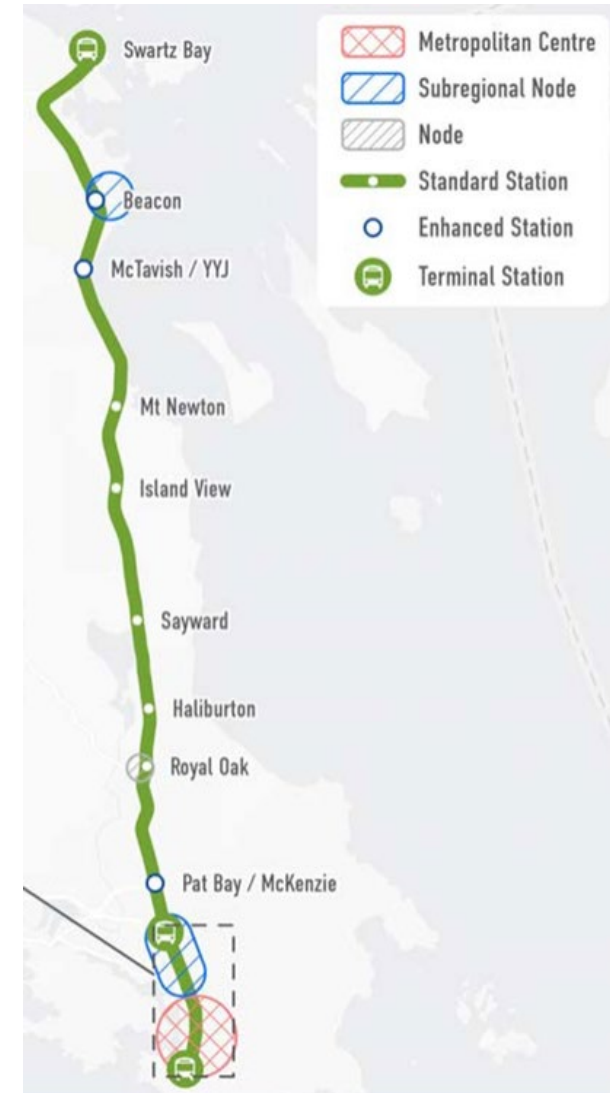 Swartz Bay
Beacon
McTavish / YYJ
Mt Newton
Island View
Sayward
Haliburton
Royal Oak
Pat Bay / McKenzie
Metropolitan Centre
Subregional Node
Node
Standard Station
Enhanced Station
Terminal Station